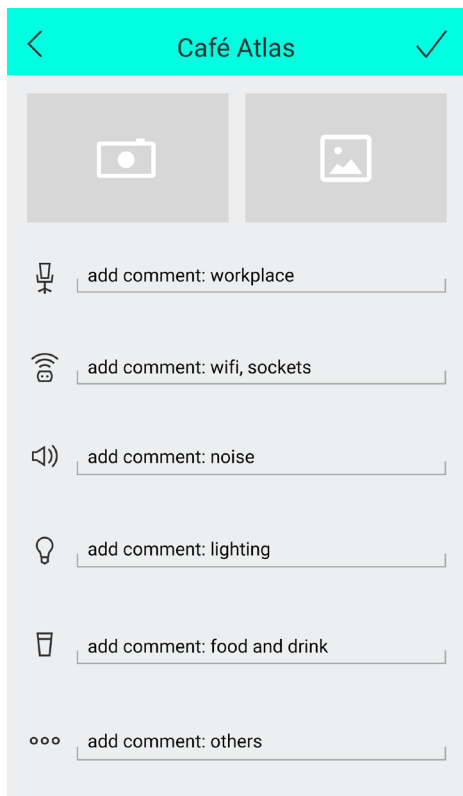 Café Atlas
add comment: workplace
add comment: wifi, sockets
add comment: noise
add comment: lighting
add comment: food and drink
add comment: others